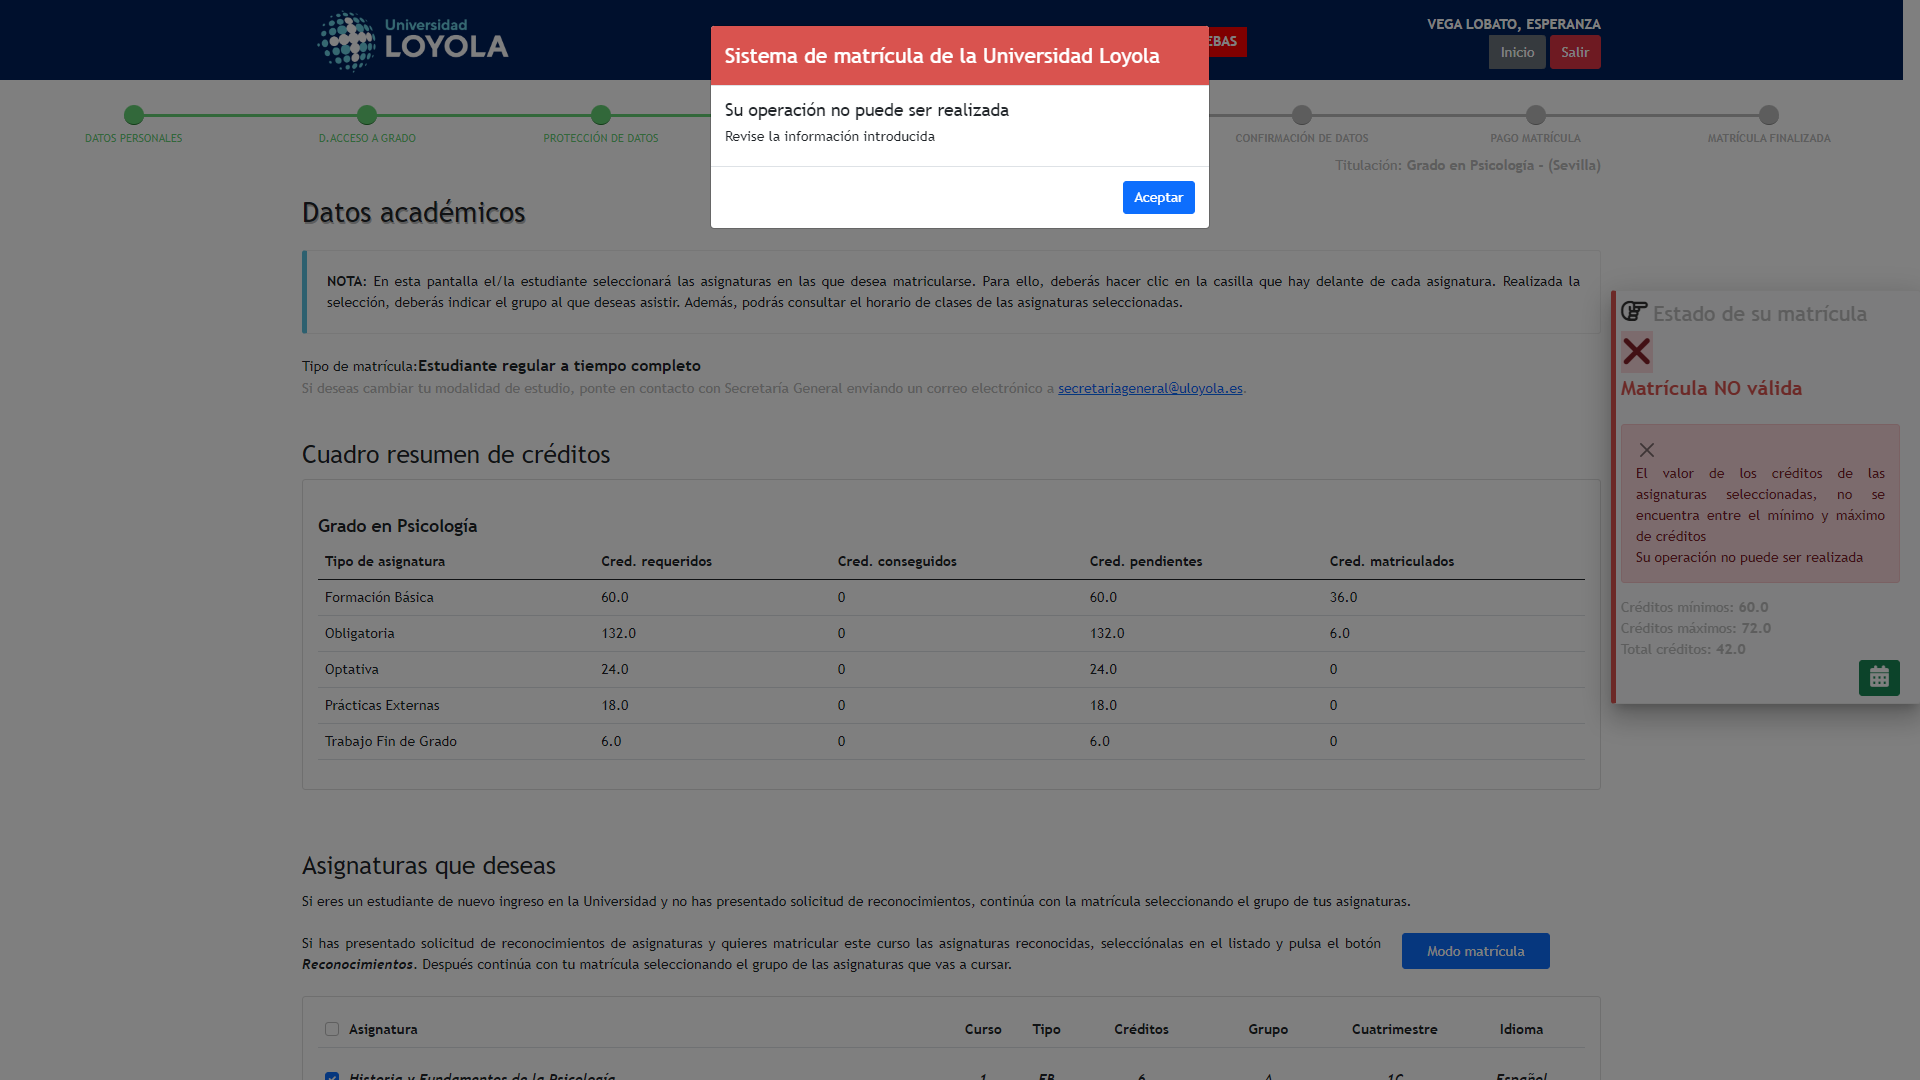 Universidad
LOYOLA
EBAS
VEGA LOBATO, ESPERANZA
Inicio
Salir
Sistema de matrícula de la Universidad Loyola
Su operación no puede ser realizada
Revise la información introducida
Aceptar
DATOS PERSONALES
D.ACCESO A GRADO
PROTECCIÓN DE DATOS
CONFIRMACIÓN DE DATOS
PAGO MATRÍCULA
MATRÍCULA FINALIZADA
Titulación: Grado en Psicología - (Sevilla)
Datos académicos
NOTA: En esta pantalla el/la estudiante seleccionará las asignaturas en las que desea matricularse. Para ello, deberás hacer clic en la casilla que hay delante de cada asignatura. Realizada la
selección, deberás indicar el grupo al que deseas asistir. Además, podrás consultar el horario de clases de las asignaturas seleccionadas.
Tipo de matrícula:Estudiante regular a tiempo completo
Si deseas cambiar tu modalidad de estudio, ponte en contacto con Secretaría General enviando un correo electrónico a secretariageneral@uloyola.es.
Estado de su matrícula
Matrícula NO válida
El valor de los créditos de las
asignaturas seleccionadas, no se
encuentra entre el mínimo y máximo
de créditos
Su operación no puede ser realizada
Créditos mínimos: 60.0
Créditos máximos: 72.0
Total créditos: 42.0
Cuadro resumen de créditos
Grado en Psicología
Tipo de asignatura Cred. requeridos Cred. conseguidos Cred. pendientes Cred. matriculados
Formación Básica 60.0 0 60.0 36.0
Obligatoria 132.0 0 132.0 6.0
Optativa 24.0 0 24.0 0
Prácticas Externas 18.0 0 18.0 0
Trabajo Fin de Grado 6.0 0 6.0 0
Asignaturas que deseas
Si eres un estudiante de nuevo ingreso en la Universidad y no has presentado solicitud de reconocimientos, continúa con la matrícula seleccionando el grupo de tus asignaturas.
Si has presentado solicitud de reconocimientos de asignaturas y quieres matricular este curso las asignaturas reconocidas, selecciónalas en el listado y pulsa el botón
Reconocimientos. Después continúa con tu matrícula seleccionando el grupo de las asignaturas que vas a cursar.
Modo matrícula
Asignatura Curso Tipo Créditos Grupo Cuatrimestre Idioma
Historia y Fundamentos de la Psicología 1 FB 6 A 1C Español